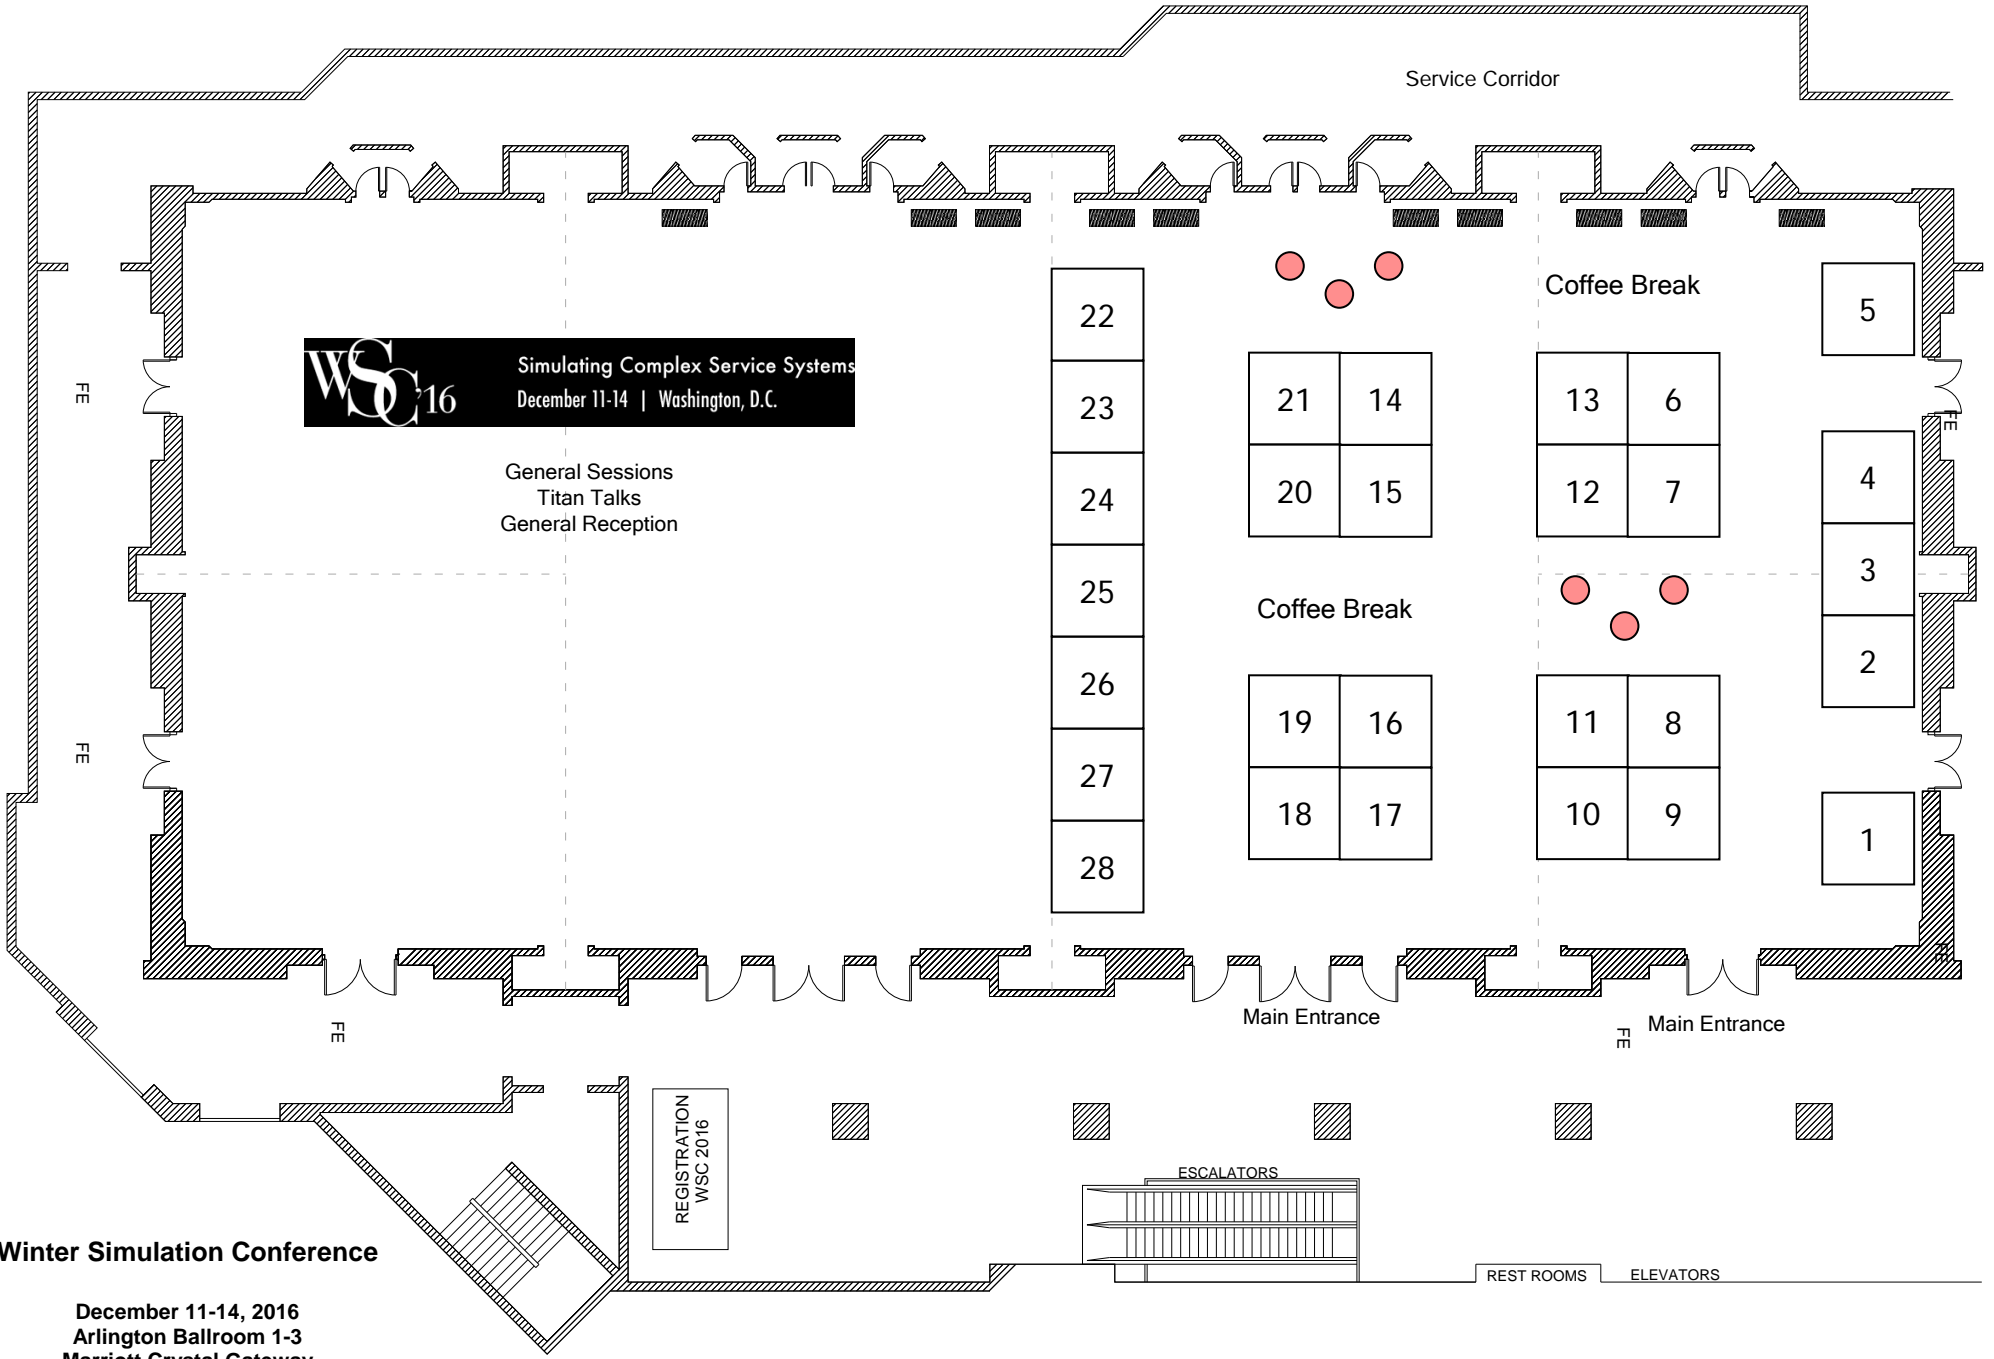 Service Corridor
Coffee Break
5
22
WSC '16
Simulating Complex Service Systems
December 11-14 | Washington, D.C.
21 14
13 6
23
FE
FE
4
General Sessions
Titan Talks
General Reception
24
20 15
12 7
3
25
Coffee Break
2
26
19 16
11 8
FE
27
18 17
10 9
1
28
FE
Main Entrance
Main Entrance
FE
FE
REGISTRATION
WSC 2016
ESCALATORS
REST ROOMS
ELEVATORS
Winter Simulation Conference
December 11-14, 2016
Arlington Ballroom 1-3
Marriott Crystal Gateway